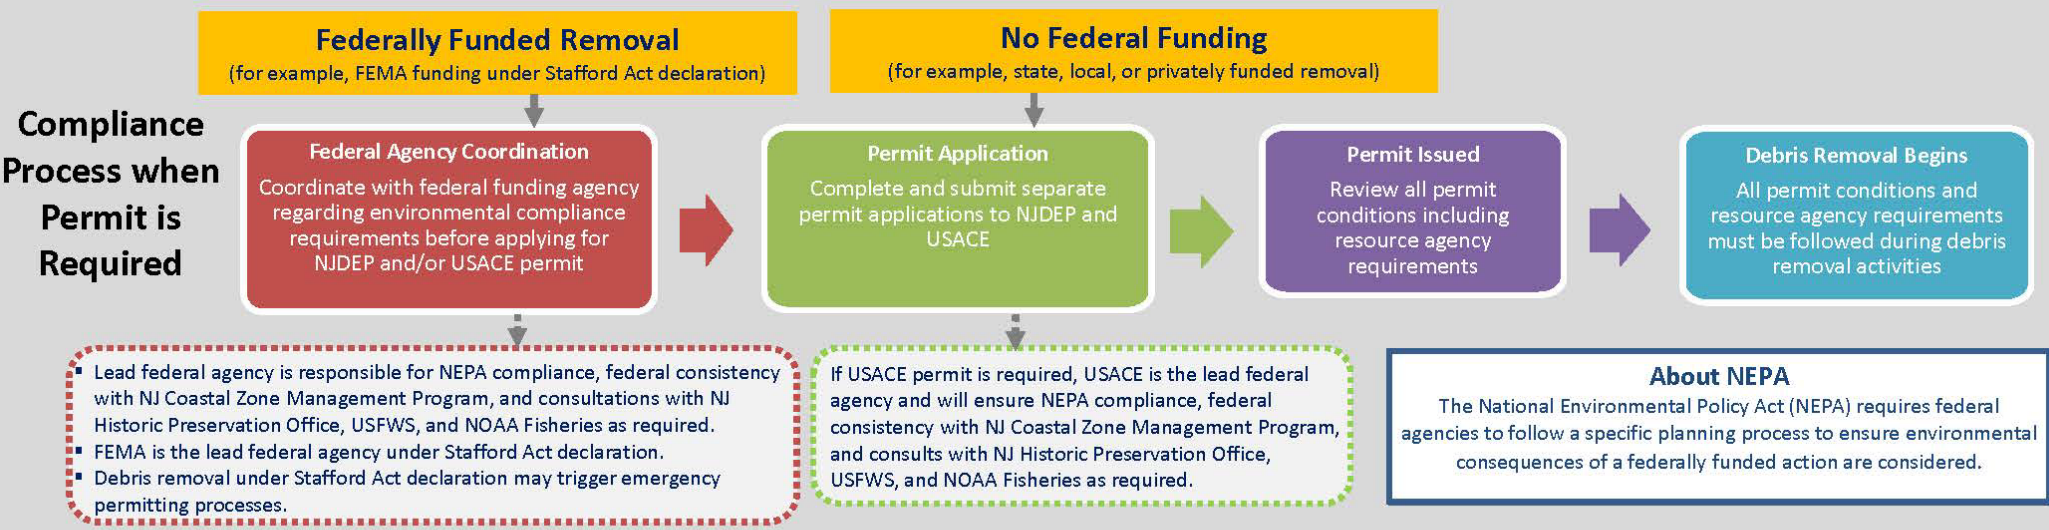 Compliance
Process when
Permit is
Required
Federally Funded Removal
(for example, FEMA funding under Stafford Act declaration)
No Federal Funding
(for example, state, local, or privately funded removal)
Federal Agency Coordination
Coordinate with federal funding agency
regarding environmental compliance
requirements before applying for
NJDEP and/or USACE permit
Permit Application
Complete and submit separate
permit applications to NJDEP and
USACE
Permit Issued
Review all permit
conditions including
resource agency
requirements
Debris Removal Begins
All permit conditions and
resource agency requirements
must be followed during debris
removal activities
▪ Lead federal agency is responsible for NEPA compliance, federal consistency
with NJ Coastal Zone Management Program, and consultations with NJ
Historic Preservation Office, USFWS, and NOAA Fisheries as required.
▪ FEMA is the lead federal agency under Stafford Act declaration.
▪ Debris removal under Stafford Act declaration may trigger emergency
permitting processes.
If USACE permit is required, USACE is the lead federal
agency and will ensure NEPA compliance, federal
consistency with NJ Coastal Zone Management Program,
and consults with NJ Historic Preservation Office,
USFWS, and NOAA Fisheries as required.
About NEPA
The National Environmental Policy Act (NEPA) requires federal
agencies to follow a specific planning process to ensure environmental
consequences of a federally funded action are considered.